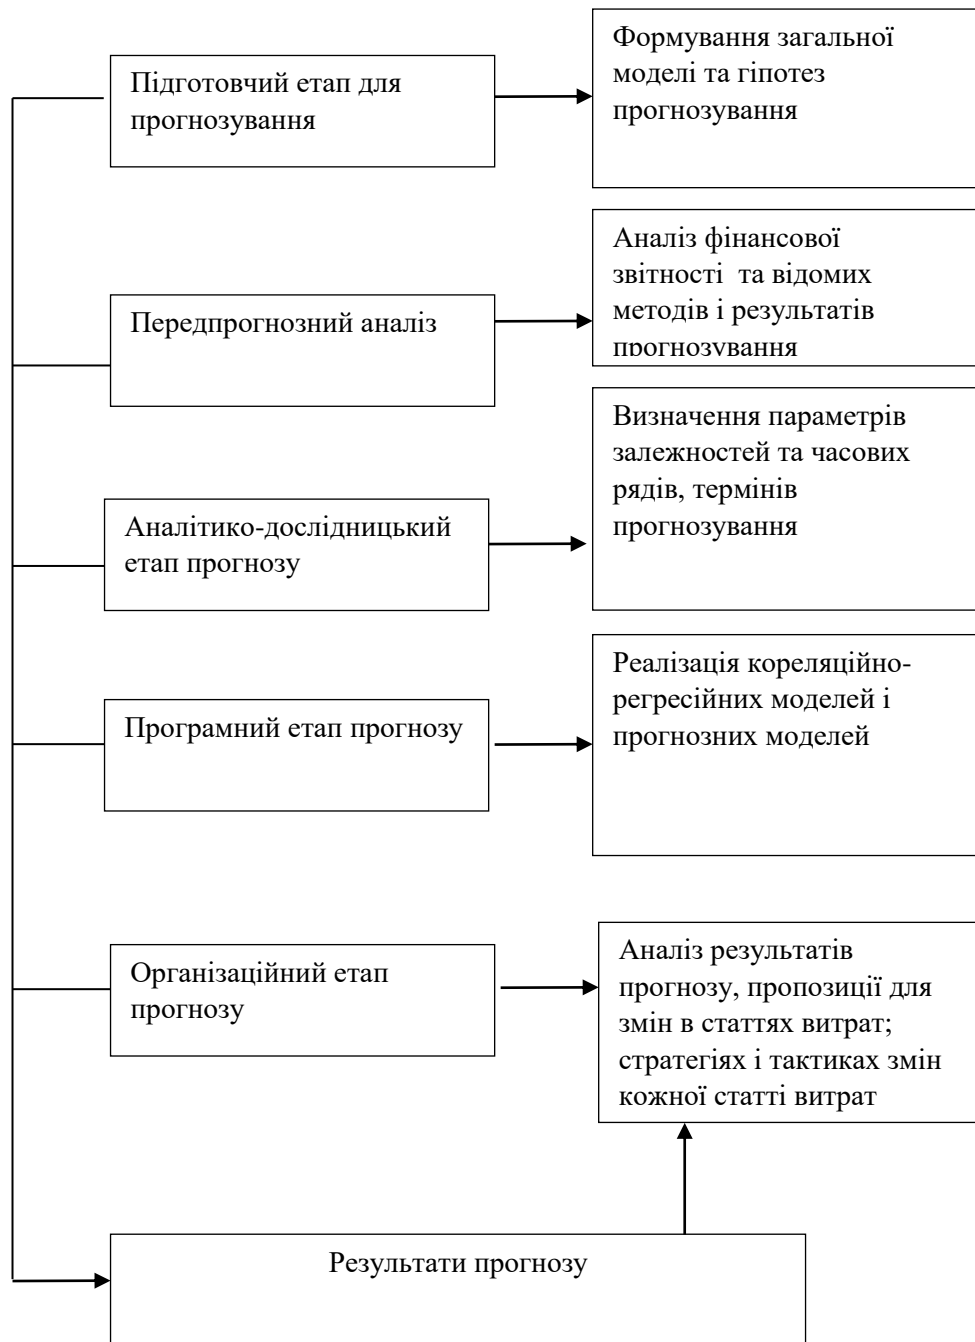 Підготовчий етап для
прогнозування
Формування загальної
моделі та гіпотез
прогнозування
Передпрогнозний аналіз
Аналіз фінансової
звітності та відомих
методів і результатів
прогнозування
Аналітико-дослідницький
етап прогнозу
Визначення параметрів
залежностей та часових
рядів, термінів
прогнозування
Програмний етап прогнозу
Реалізація кореляційно-
регресійних моделей і
прогнозних моделей
Організаційний етап
прогнозу
Аналіз результатів
прогнозу, пропозиції для
змін в статтях витрат;
стратегіях і тактиках змін
кожної статті витрат
Результати прогнозу